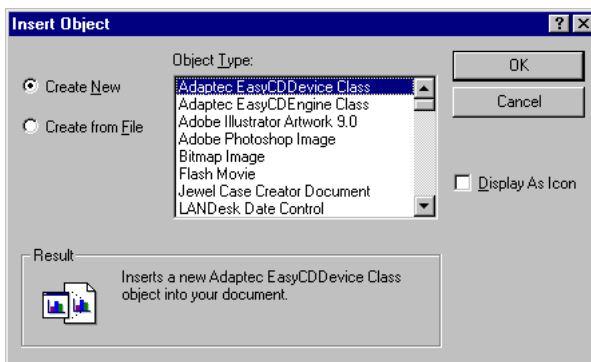 Insert Object
Object Type:
Create New
Create from File
Adaptec EasyCDDevice Class
Adaptec EasyCDEngine Class
Adobe Illustrator Artwork 9.0
Adobe Photoshop Image
Bitmap Image
Flash Movie
Jewel Case Creator Document
LANDesk Date Control
OK
Cancel
Display As Icon
Result
Inserts a new Adaptec EasyCDDevice Class
object into your document.